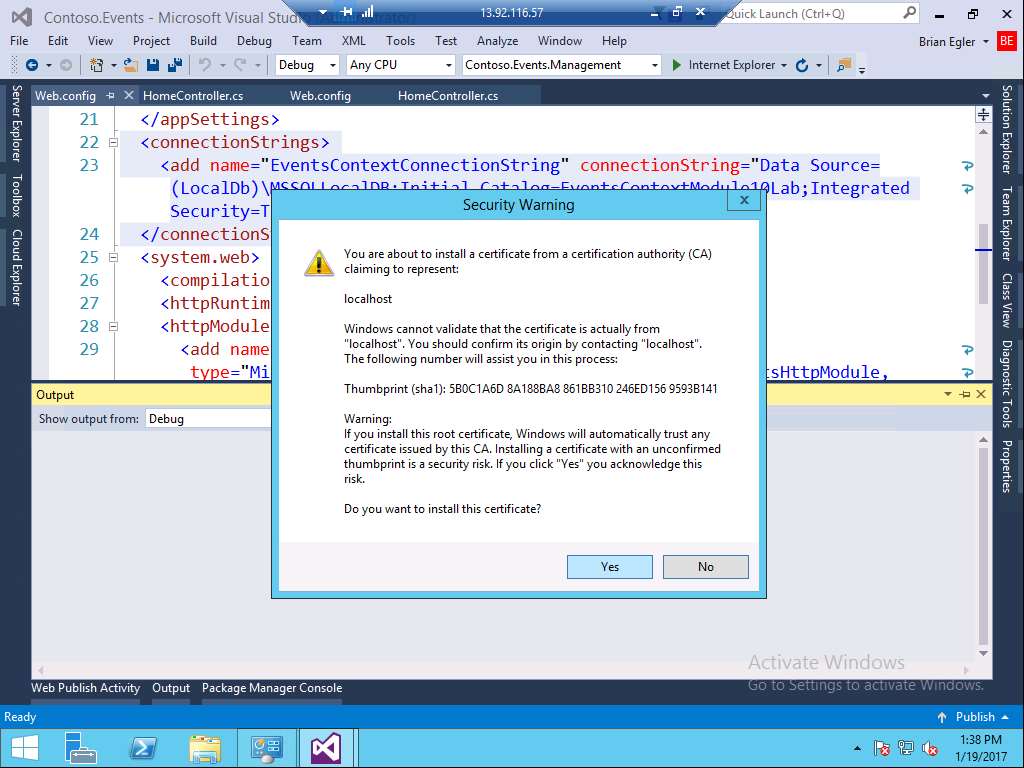 Contoso.Events - Microsoft Visual Studio (Administrator)
13.92.116.57
Quick Launch (Ctrl+Q)
File Edit View Project Build Debug Team XML Tools Test Analyze Window Help
Brian Egler
BE
Debug Any CPU Contoso.Events.Management Internet Explorer
Server Explorer
Toolbox
Cloud Explorer
Web.config HomeController.cs Web.config HomeController.cs
21 </appSettings>
22 <connectionStrings>
23 <add name="EventsContextConnectionString" connectionString="Data Source=
(LocalDb)\MSSQLLocalDB;Initial Catalog=EventsContextModule10Lab;Integrated
Security=T
24 </connectionS
25 <system.web>
26 <compilatio
27 <httpRuntim
28 <httpModule
29 <add name
type="Mi tsHttpModule,
Security Warning
You are about to install a certificate from a certification authority (CA)
claiming to represent:
localhost
Windows cannot validate that the certificate is actually from
"localhost". You should confirm its origin by contacting "localhost".
The following number will assist you in this process:
Thumbprint (sha1): 5B0C1A6D 8A188BA8 861BB310 246ED156 9593B141
Warning:
If you install this root certificate, Windows will automatically trust any
certificate issued by this CA. Installing a certificate with an unconfirmed
thumbprint is a security risk. If you click "Yes" you acknowledge this
risk.
Do you want to install this certificate?
Yes No
Solution Explorer
Team Explorer
Class View
Diagnostic Tools
Properties
Output
Show output from: Debug
Activate Windows
Go to Settings to activate Windows.
Web Publish Activity Output Package Manager Console
Ready
Publish
1:38 PM
1/19/2017